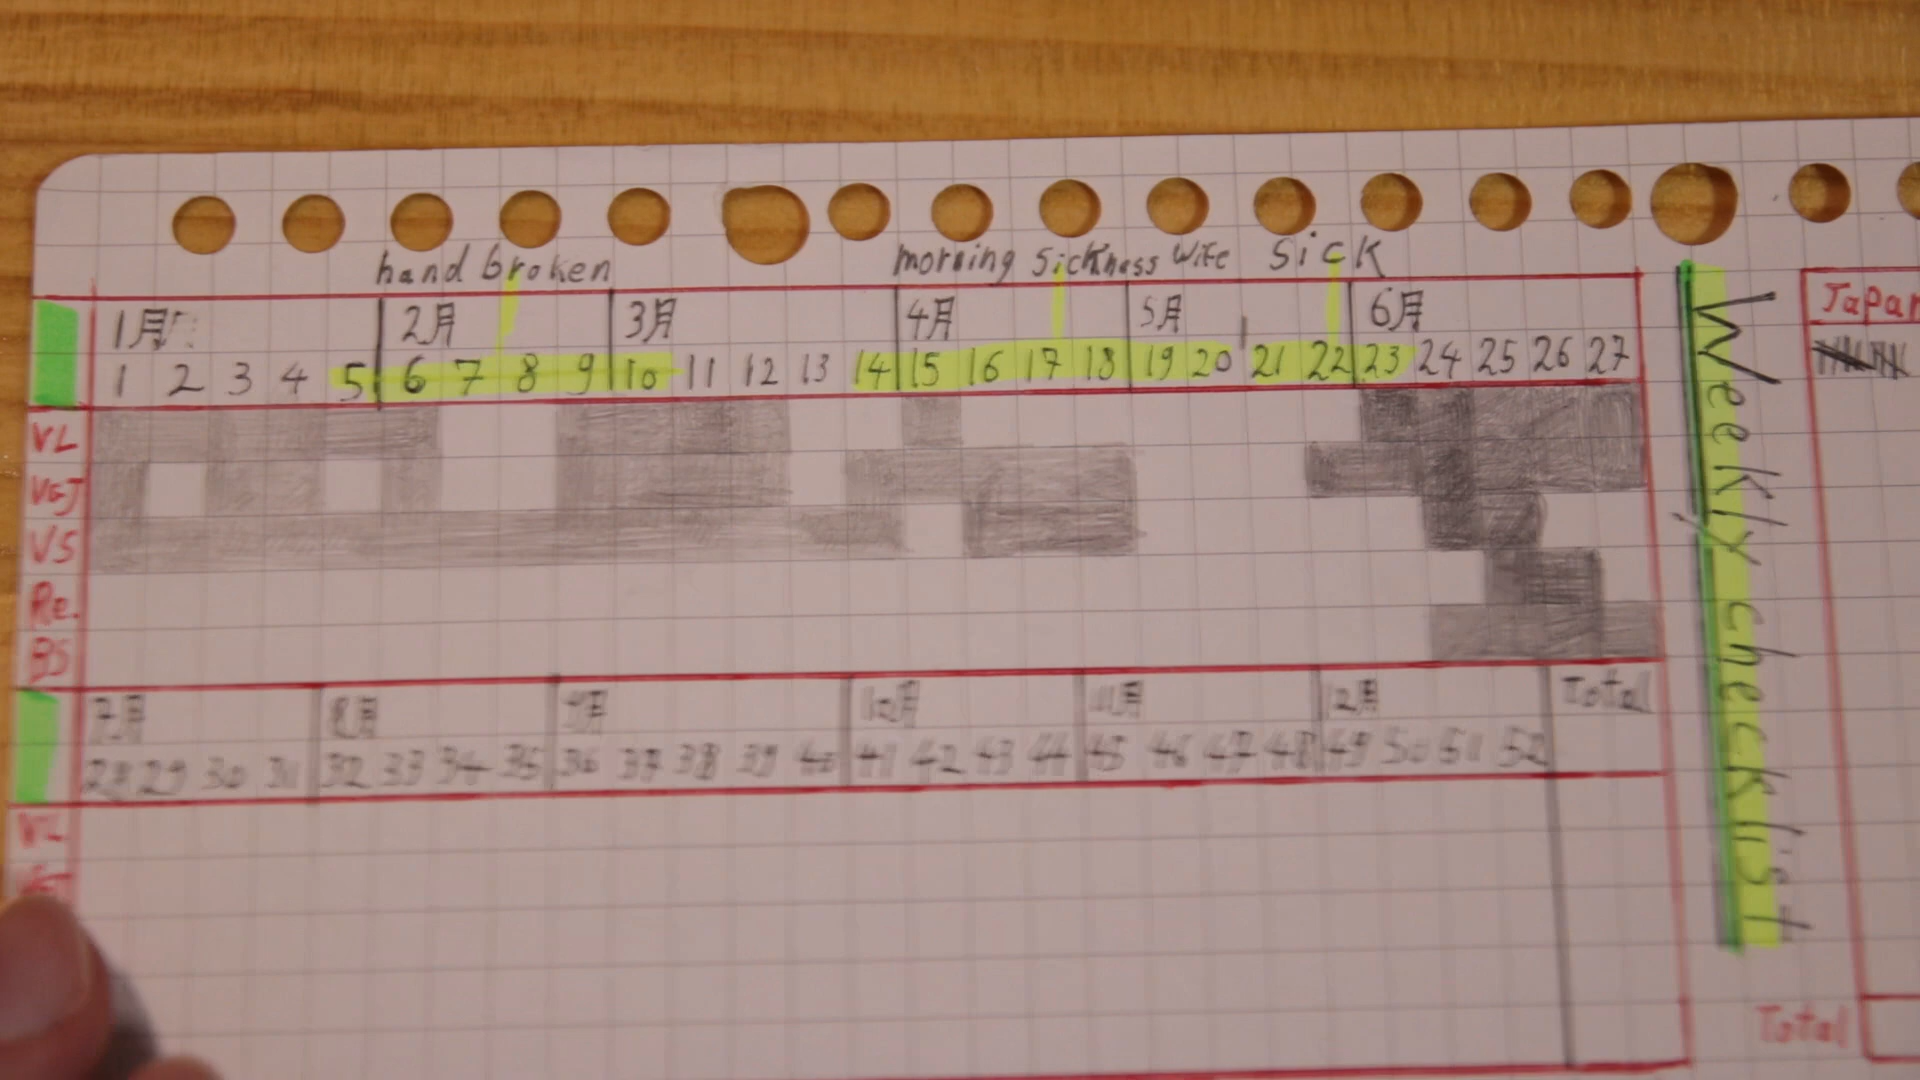 hand broken morning sickness wife sick
1月 2月 3月 4月 5月 6月
1 2 3 4 5 6 7 8 9 10 11 12 13 14 15 16 17 18 19 20 21 22 23 24 25 26 27
VL
VGJ
VS
Re.
BS
7月 8月 9月 10月 11月 12月 Total
28 29 30 31 32 33 34 35 36 37 38 39 40 41 42 43 44 45 46 47 48 49 50 51 52
VL
Weekly checklist
Total